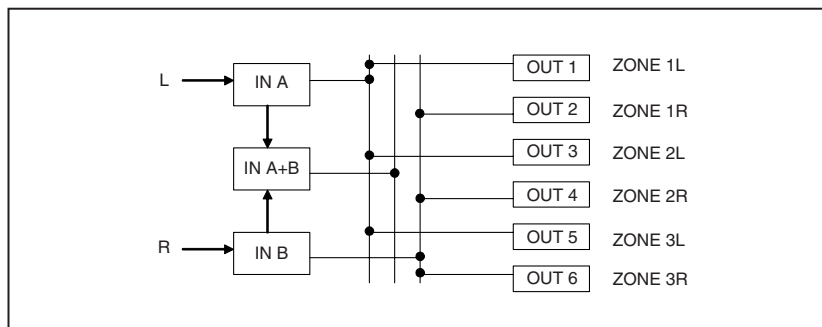 L
IN A
OUT 1 ZONE 1L
OUT 2 ZONE 1R
IN A+B
OUT 3 ZONE 2L
OUT 4 ZONE 2R
R
IN B
OUT 5 ZONE 3L
OUT 6 ZONE 3R